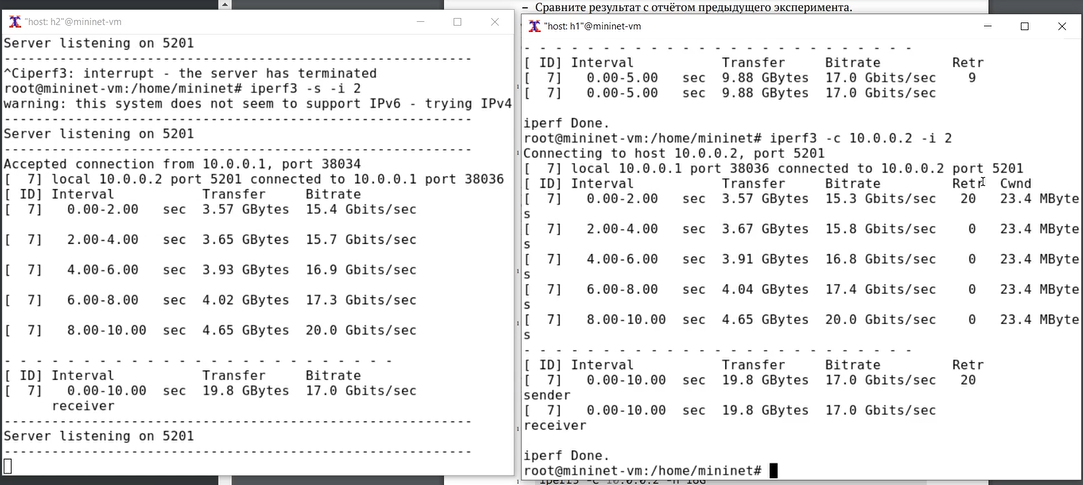 – Сравните результат с отчётом предыдущего эксперимента.
"host: h2"@mininet-vm
Server listening on 5201
-----------------------------------------------------------
^Ciperf3: interrupt - the server has terminated
root@mininet-vm:/home/mininet# iperf3 -s -i 2
warning: this system does not seem to support IPv6 - trying IPv4
-----------------------------------------------------------
Server listening on 5201
-----------------------------------------------------------
Accepted connection from 10.0.0.1, port 38034
[  7] local 10.0.0.2 port 5201 connected to 10.0.0.1 port 38036
[ ID] Interval           Transfer     Bitrate
[  7]   0.00-2.00   sec  3.57 GBytes  15.4 Gbits/sec
[  7]   2.00-4.00   sec  3.65 GBytes  15.7 Gbits/sec
[  7]   4.00-6.00   sec  3.93 GBytes  16.9 Gbits/sec
[  7]   6.00-8.00   sec  4.02 GBytes  17.3 Gbits/sec
[  7]   8.00-10.00  sec  4.65 GBytes  20.0 Gbits/sec
- - - - - - - - - - - - - - - - - - - - - - - - -
[ ID] Interval           Transfer     Bitrate
[  7]   0.00-10.00  sec  19.8 GBytes  17.0 Gbits/sec
receiver
-----------------------------------------------------------
Server listening on 5201
-----------------------------------------------------------
"host: h1"@mininet-vm
- - - - - - - - - - - - - - - - - - - - - - - - -
[ ID] Interval           Transfer     Bitrate         Retr
[  7]   0.00-5.00   sec  9.88 GBytes  17.0 Gbits/sec    9
[  7]   0.00-5.00   sec  9.88 GBytes  17.0 Gbits/sec
iperf Done.
root@mininet-vm:/home/mininet# iperf3 -c 10.0.0.2 -i 2
Connecting to host 10.0.0.2, port 5201
[  7] local 10.0.0.1 port 38036 connected to 10.0.0.2 port 5201
[ ID] Interval           Transfer     Bitrate         Retr  Cwnd
[  7]   0.00-2.00   sec  3.57 GBytes  15.3 Gbits/sec   20   23.4 MByte
s
[  7]   2.00-4.00   sec  3.67 GBytes  15.8 Gbits/sec    0   23.4 MByte
s
[  7]   4.00-6.00   sec  3.91 GBytes  16.8 Gbits/sec    0   23.4 MByte
s
[  7]   6.00-8.00   sec  4.04 GBytes  17.4 Gbits/sec    0   23.4 MByte
s
[  7]   8.00-10.00  sec  4.65 GBytes  20.0 Gbits/sec    0   23.4 MByte
s
- - - - - - - - - - - - - - - - - - - - - - - - -
[ ID] Interval           Transfer     Bitrate         Retr
[  7]   0.00-10.00  sec  19.8 GBytes  17.0 Gbits/sec   20
sender
[  7]   0.00-10.00  sec  19.8 GBytes  17.0 Gbits/sec
receiver
iperf Done.
root@mininet-vm:/home/mininet#